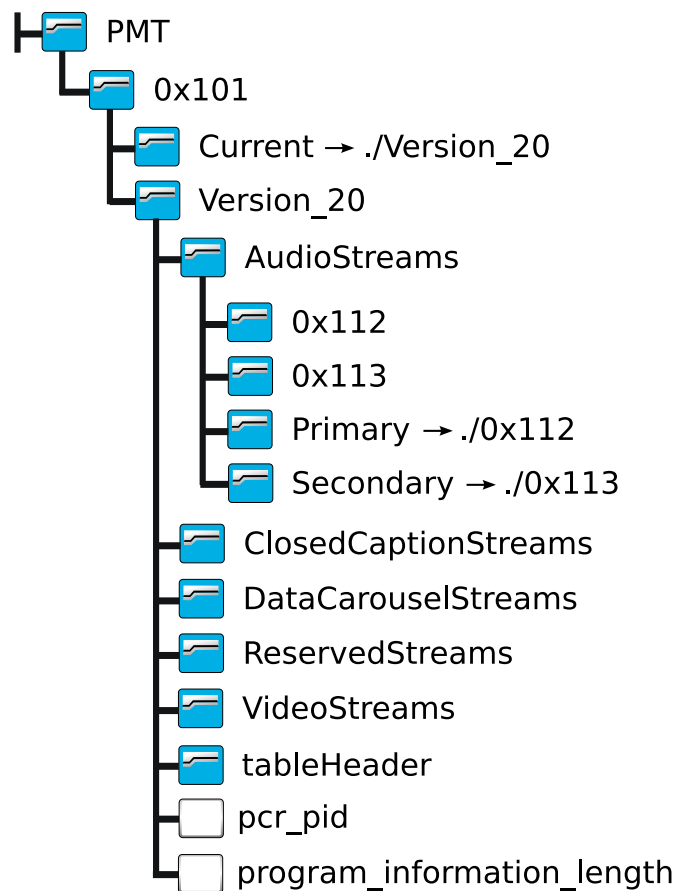 PMT
0x101
Current → ./Version_20
Version_20
AudioStreams
0x112
0x113
Primary → ./0x112
Secondary → ./0x113
ClosedCaptionStreams
DataCarouselStreams
ReservedStreams
VideoStreams
tableHeader
pcr_pid
program_information_length